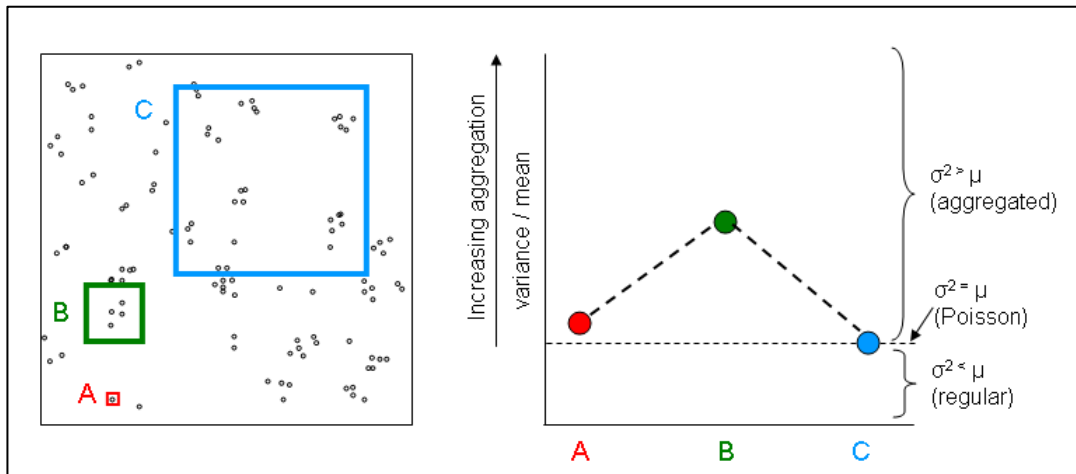 C
B
A
Increasing aggregation
variance / mean
σ² > μ
(aggregated)
σ² = μ
(Poisson)
σ² < μ
(regular)
A B C